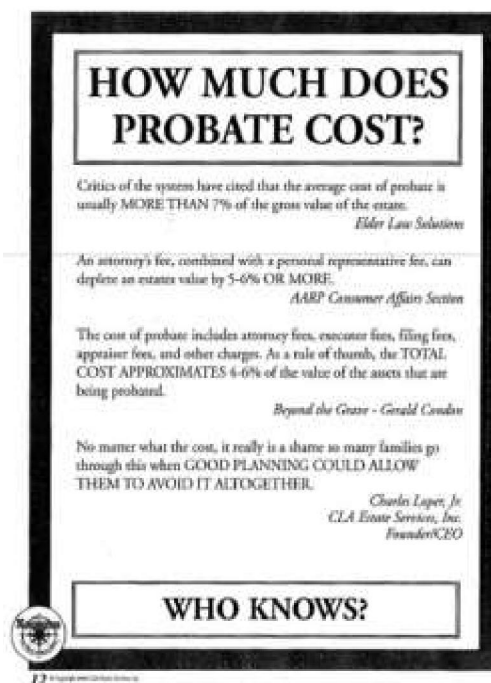 HOW MUCH DOES
PROBATE COST?
Critics of the system have cited that the average cost of probate is
usually MORE THAN 7% of the gross value of the estate.
Elder Law Solutions
An attorney's fee, combined with a personal representative fee, can
deplete an estates value by 5-6% OR MORE.
AARP Consumer Affairs Section
The cost of probate includes attorney fees, executor fees, filing fees,
appraiser fees, and other charges. As a rule of thumb, the TOTAL
COST APPROXIMATES 4-6% of the value of the assets that are
being probated.
Beyond the Grave - Gerald Condon
No matter what the cost, it really is a shame so many families go
through this when GOOD PLANNING COULD ALLOW
THEM TO AVOID IT ALTOGETHER.
Charles Loper, Jr.
CLA Estate Services, Inc.
Founder/CEO
WHO KNOWS?
12